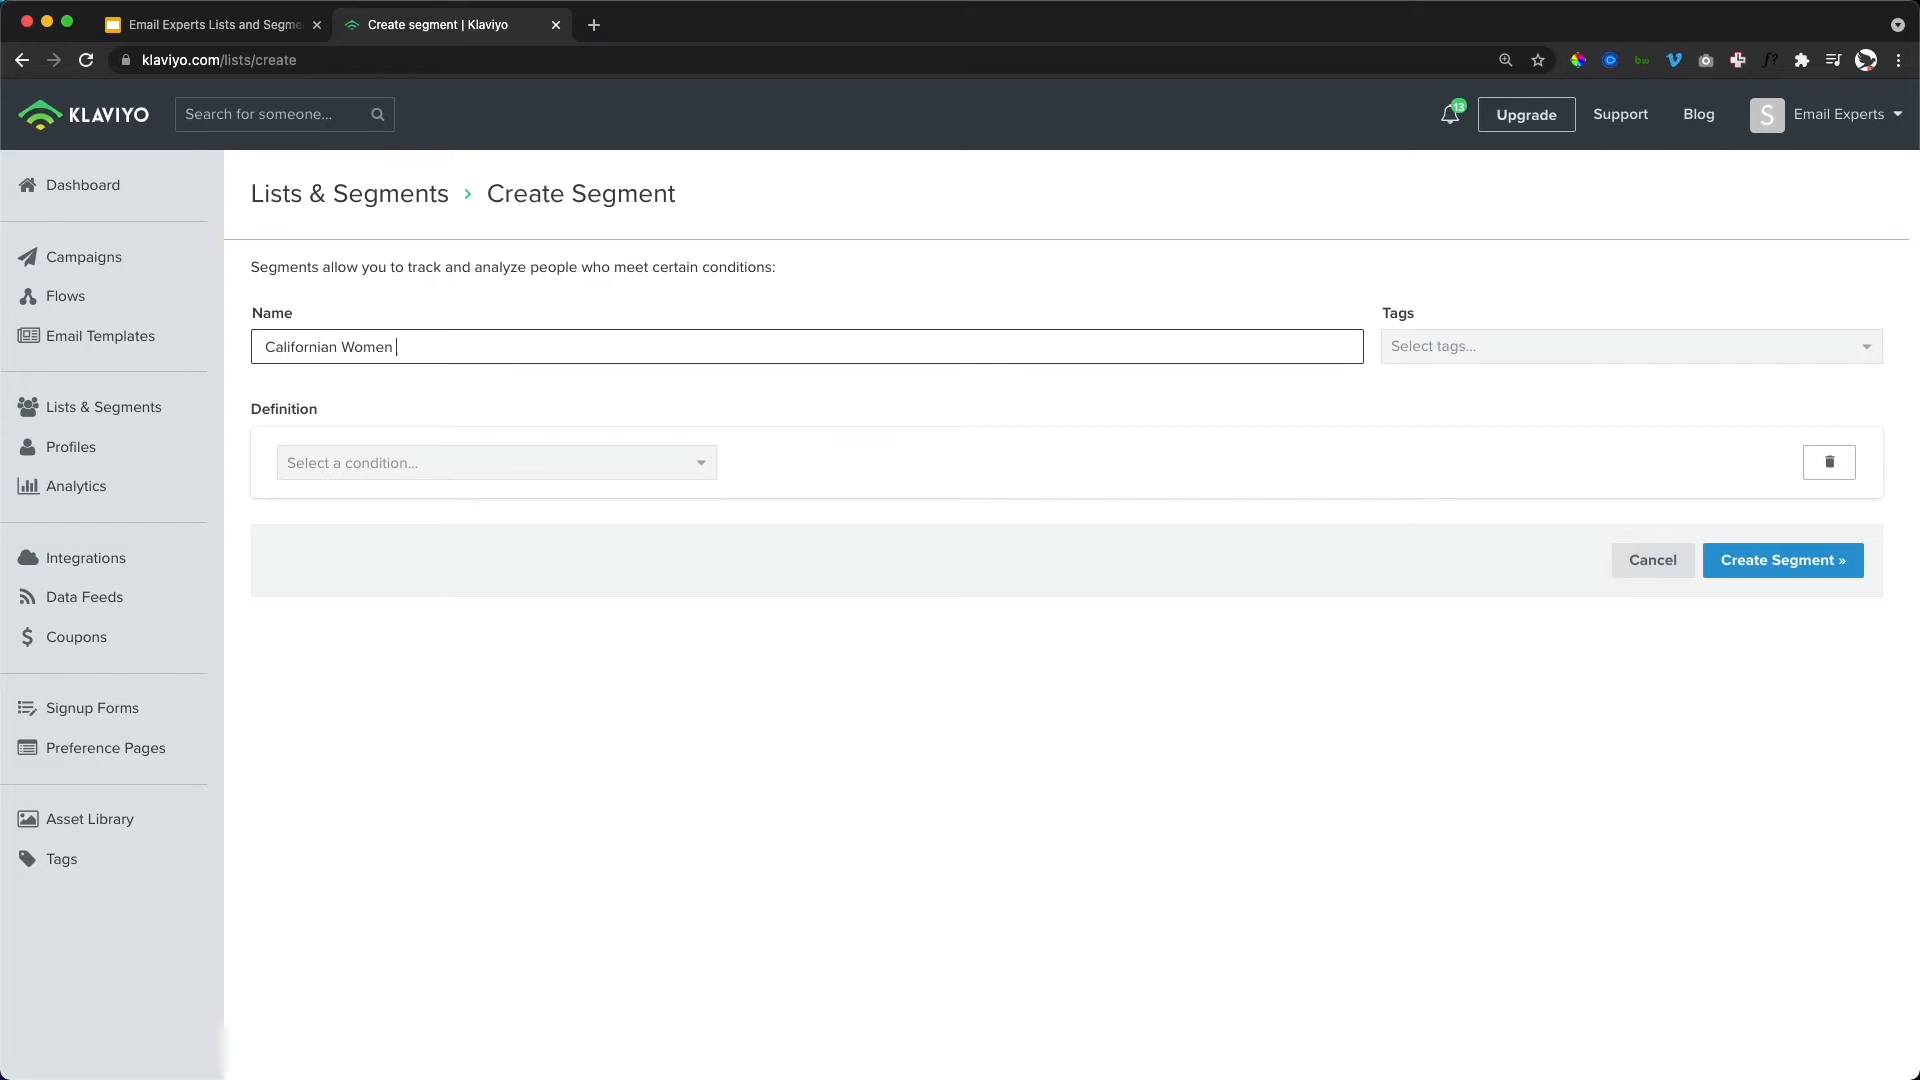 Email Experts Lists and Segme
Create segment | Klaviyo
klaviyo.com/lists/create
bw
f?
KLAVIYO
Search for someone...
13
Upgrade
Support
Blog
S
Email Experts
Dashboard
Campaigns
Flows
Email Templates
Lists & Segments
Profiles
Analytics
Integrations
Data Feeds
Coupons
Signup Forms
Preference Pages
Asset Library
Tags
Lists & Segments › Create Segment
Segments allow you to track and analyze people who meet certain conditions:
Name
Californian Women
Tags
Select tags...
Definition
Select a condition...
Cancel
Create Segment »